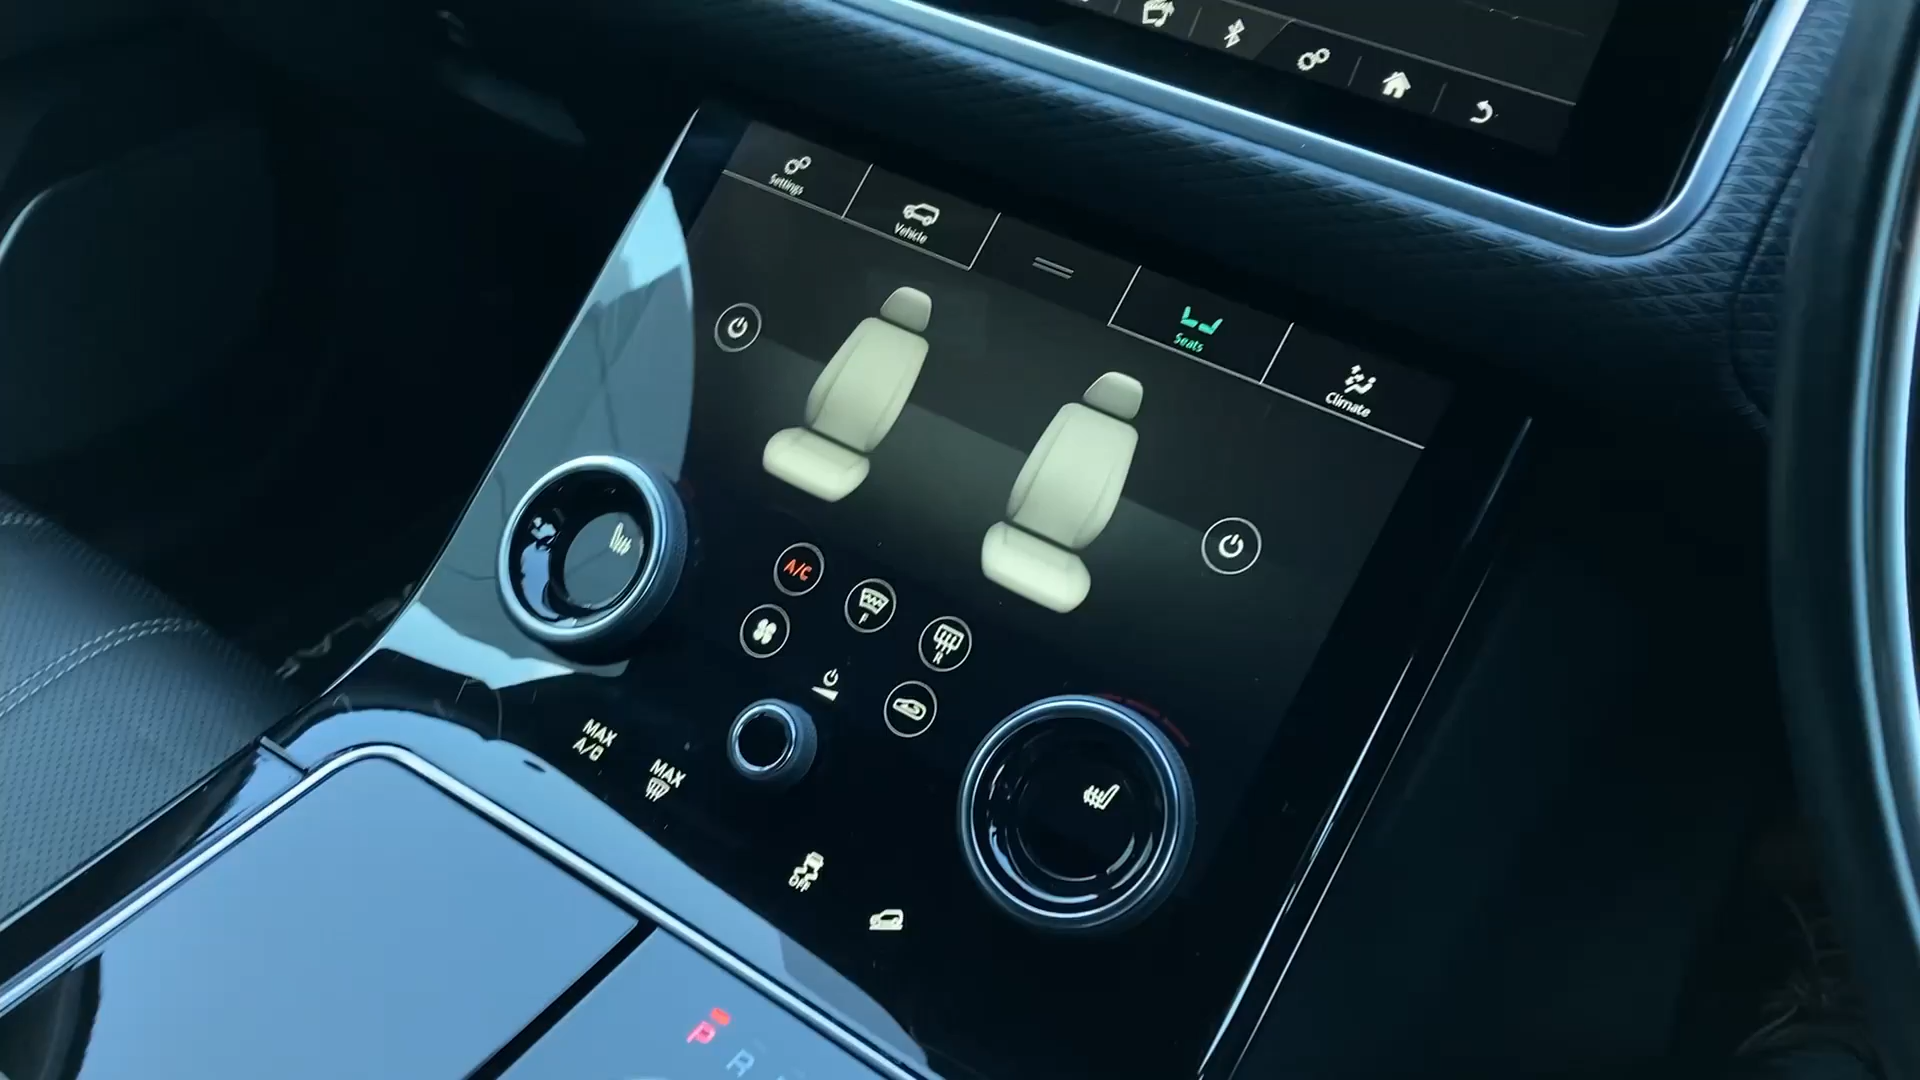 Settings
Vehicle
Seats
Climate
A/C
F
R
MAX
A/C
MAX
OFF
P
R